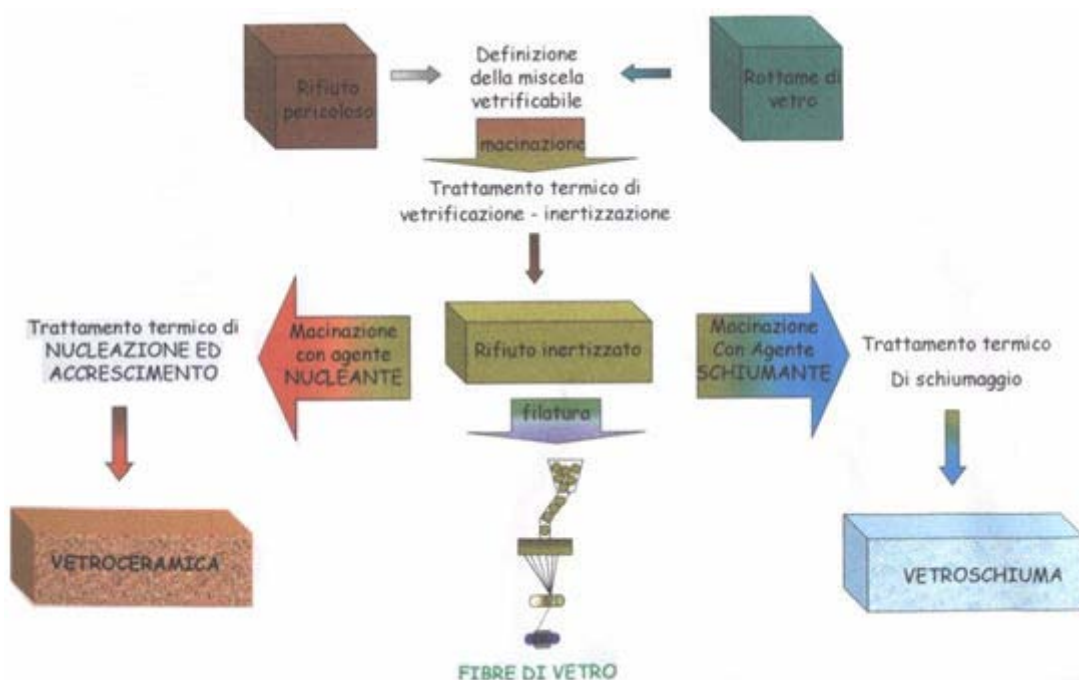 Rifiuto
pericoloso
Definizione
della miscela
vetrificabile
Rottame di
vetro
macinazione
Trattamento termico di
vetrificazione - inertizzazione
Trattamento termico di
NUCLEAZIONE ED
ACCRESCIMENTO
Macinazione
con agente
NUCLEANTE
Rifiuto inertizzato
Macinazione
Con Agente
SCHIUMANTE
Trattamento termico
Di schiumaggio
filatura
VETROCERAMICA
VETROSCHIUMA
FIBRE DI VETRO